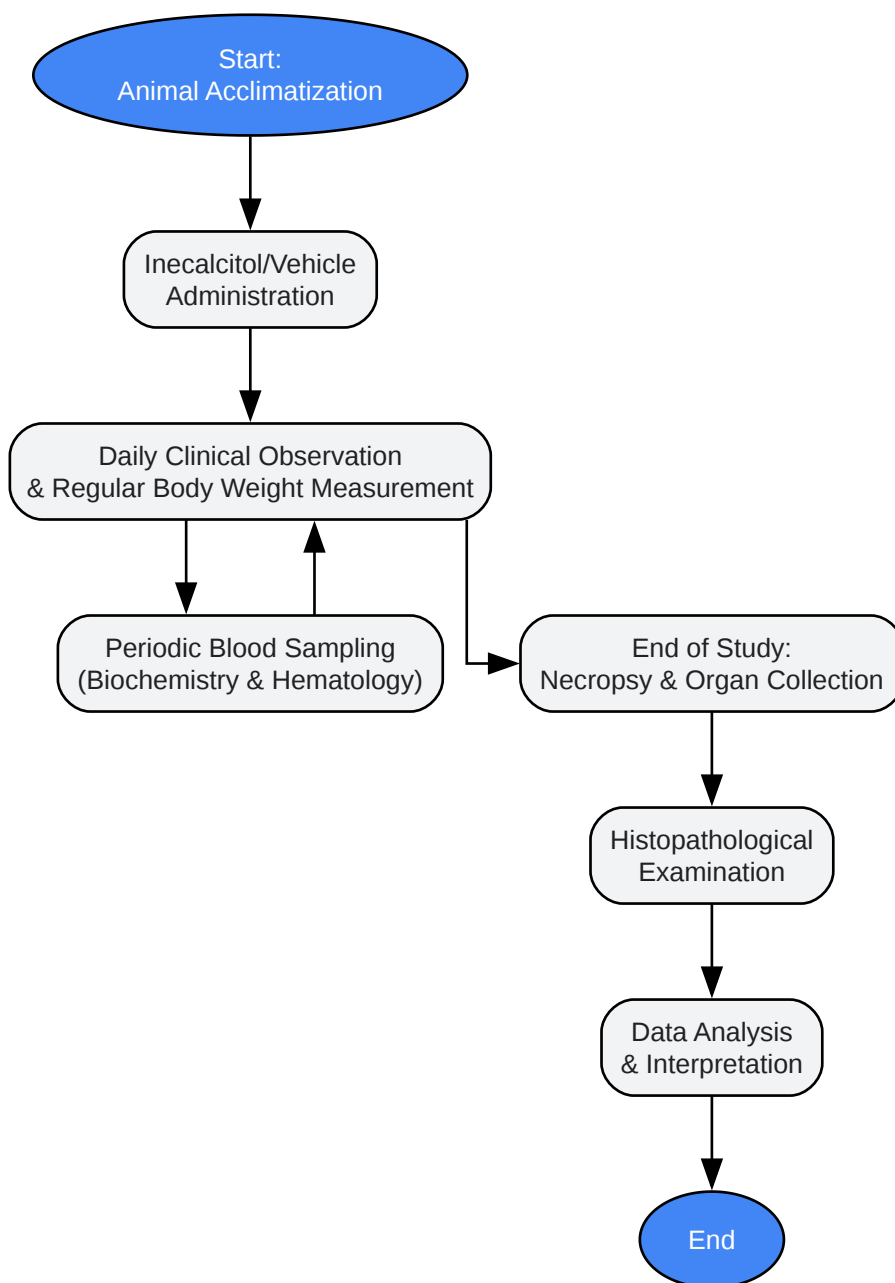 Start:
Animal Acclimatization
Inecalcitol/Vehicle
Administration
Daily Clinical Observation
& Regular Body Weight Measurement
Periodic Blood Sampling
(Biochemistry & Hematology)
End of Study:
Necropsy & Organ Collection
Histopathological
Examination
Data Analysis
& Interpretation
End